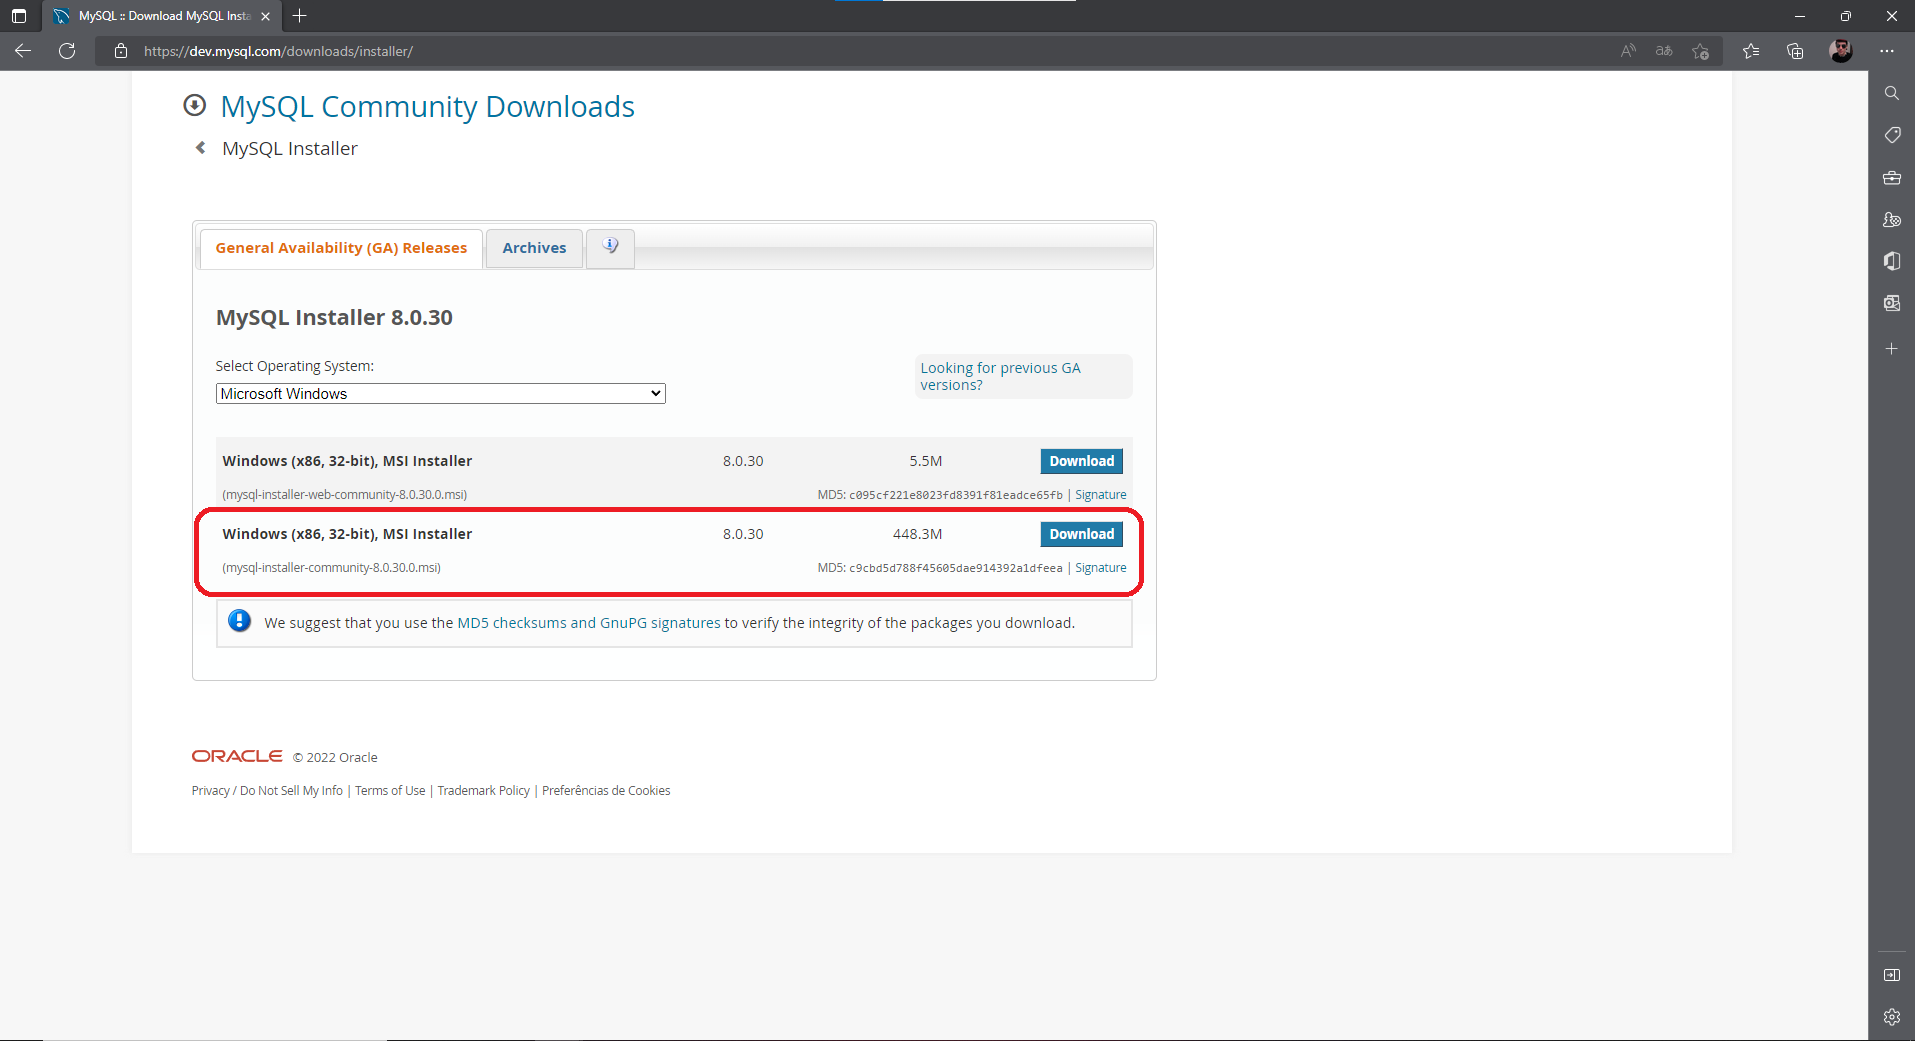 MySQL :: Download MySQL Insta
https://dev.mysql.com/downloads/installer/
MySQL Community Downloads
MySQL Installer
General Availability (GA) Releases
Archives
MySQL Installer 8.0.30
Select Operating System:
Microsoft Windows
Looking for previous GA
versions?
Windows (x86, 32-bit), MSI Installer 8.0.30 5.5M Download
(mysql-installer-web-community-8.0.30.0.msi) MD5: c095cf221e8023fd8391f81eadce65fb | Signature
Windows (x86, 32-bit), MSI Installer 8.0.30 448.3M Download
(mysql-installer-community-8.0.30.0.msi) MD5: c9cbd5d788f45605dae914392a1dfeea | Signature
We suggest that you use the MD5 checksums and GnuPG signatures to verify the integrity of the packages you download.
ORACLE © 2022 Oracle
Privacy / Do Not Sell My Info | Terms of Use | Trademark Policy | Preferências de Cookies